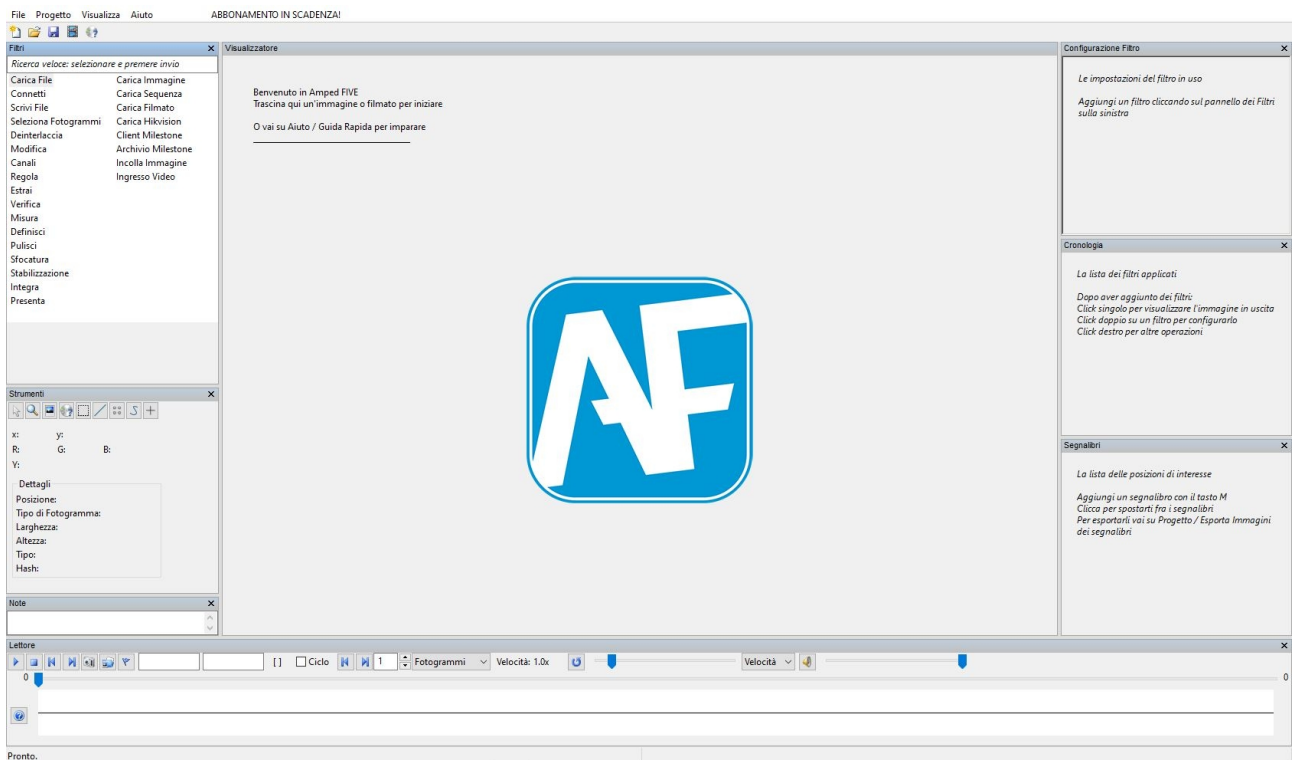 File Progetto Visualizza Aiuto ABBONAMENTO IN SCADENZA!
Filtri
Ricerca veloce: selezionare e premere invio
Carica File
Connetti
Scrivi File
Seleziona Fotogrammi
Deinterlaccia
Modifica
Canali
Regola
Estrai
Verifica
Misura
Definisci
Pulisci
Sfocatura
Stabilizzazione
Integra
Presenta
Carica Immagine
Carica Sequenza
Carica Filmato
Carica Hikvision
Client Milestone
Archivio Milestone
Incolla Immagine
Ingresso Video
Strumenti
x: y:
R: G: B:
Y:
Dettagli
Posizione:
Tipo di Fotogramma:
Larghezza:
Altezza:
Tipo:
Hash:
Note
Visualizzatore
Benvenuto in Amped FIVE
Trascina qui un'immagine o filmato per iniziare
O vai su Aiuto / Guida Rapida per imparare
AF
Configurazione Filtro
Le impostazioni del filtro in uso
Aggiungi un filtro cliccando sul pannello dei Filtri
sulla sinistra
Cronologia
La lista dei filtri applicati
Dopo aver aggiunto dei filtri:
Click singolo per visualizzare l'immagine in uscita
Click doppio su un filtro per configurarlo
Click destro per altre operazioni
Segnalibri
La lista delle posizioni di interesse
Aggiungi un segnalibro con il tasto M
Clicca per spostarti fra i segnalibri
Per esportarli vai su Progetto / Esporta Immagini
dei segnalibri
Lettore
[ ] Ciclo 1 Fotogrammi Velocità: 1.0x Velocità
0 0
Pronto.